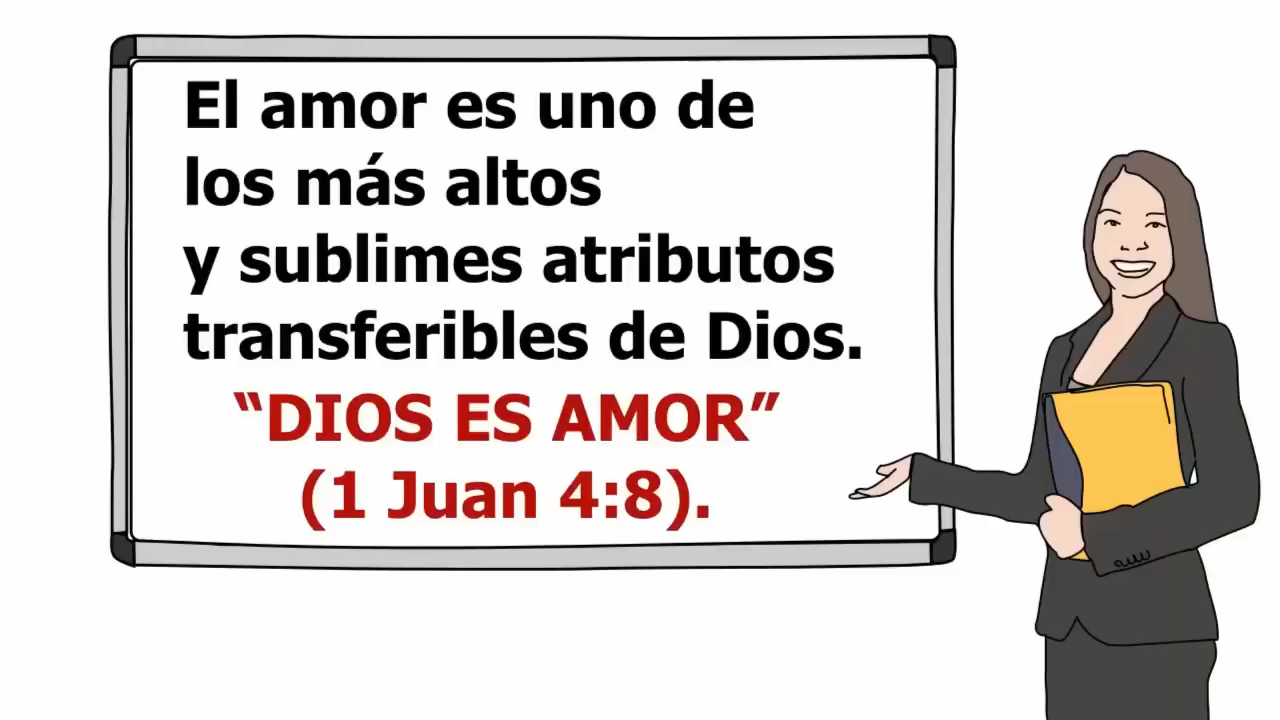 El amor es uno de
los más altos
y sublimes atributos
transferibles de Dios.
“DIOS ES AMOR”
(1 Juan 4:8).